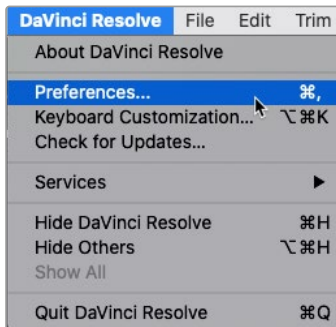 DaVinci Resolve File Edit Trim
About DaVinci Resolve
Preferences... ⌘,
Keyboard Customization... ⌥⌘K
Check for Updates...
Services ▶
Hide DaVinci Resolve ⌘H
Hide Others ⌥⌘H
Show All
Quit DaVinci Resolve ⌘Q